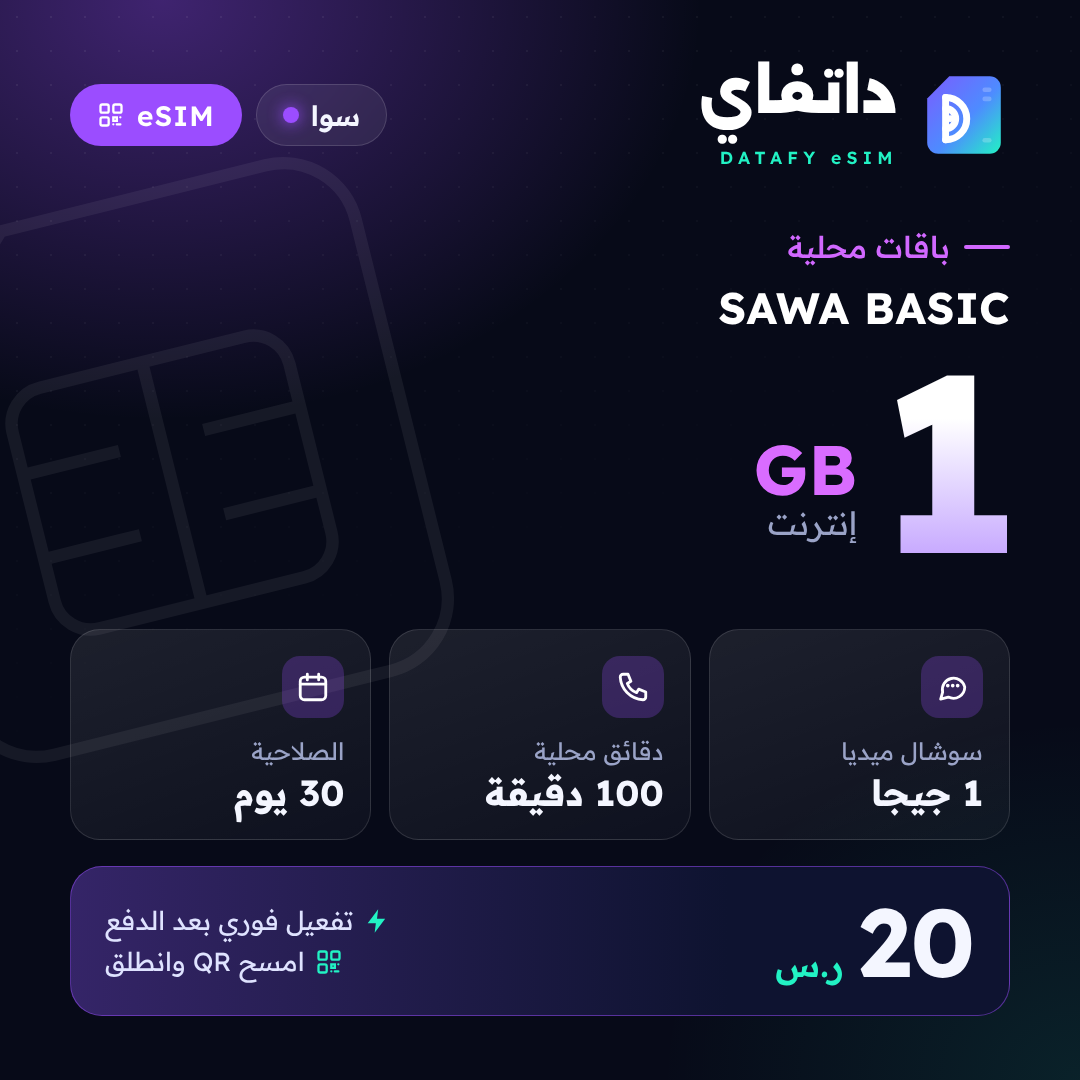 داتفاي
DATAFY eSIM
سوا
eSIM
باقات محلية
SAWA BASIC
1
GB
إنترنت
سوشال ميديا
1 جيجا
دقائق محلية
100 دقيقة
الصلاحية
30 يوم
20 ر.س
تفعيل فوري بعد الدفع
امسح QR وانطلق